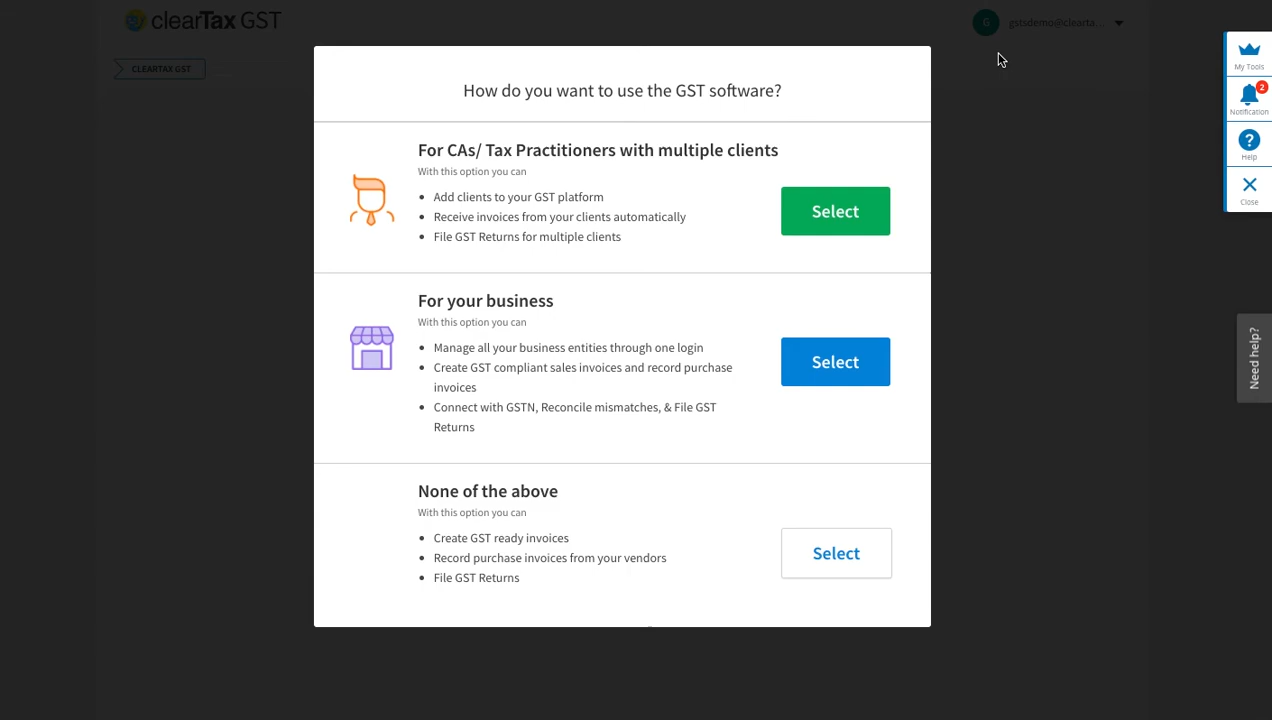 clearTax GST
G gstsdemo@clearta...
CLEARTAX GST
How do you want to use the GST software?
For CAs/ Tax Practitioners with multiple clients
With this option you can
Add clients to your GST platform
Receive invoices from your clients automatically
File GST Returns for multiple clients
Select
For your business
With this option you can
Manage all your business entities through one login
Create GST compliant sales invoices and record purchase
invoices
Connect with GSTN, Reconcile mismatches, & File GST
Returns
Select
None of the above
With this option you can
Create GST ready invoices
Record purchase invoices from your vendors
File GST Returns
Select
My Tools
2
Notification
?
Help
Close
Need help?